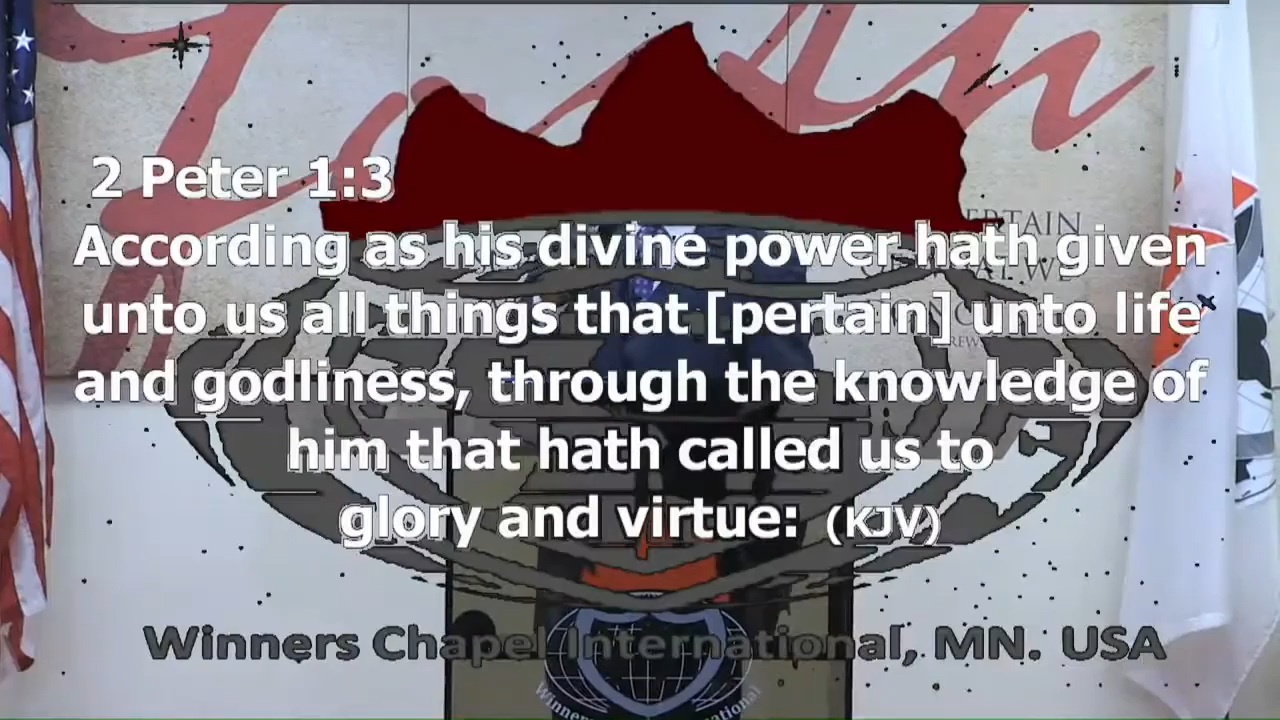 Faith
2 Peter 1:3
ERTAIN
According as his divine power hath given
unto us all things that [pertain] unto life
and godliness, through the knowledge of
him that hath called us to
glory and virtue: (KJV)
Winners Chapel International, MN. USA